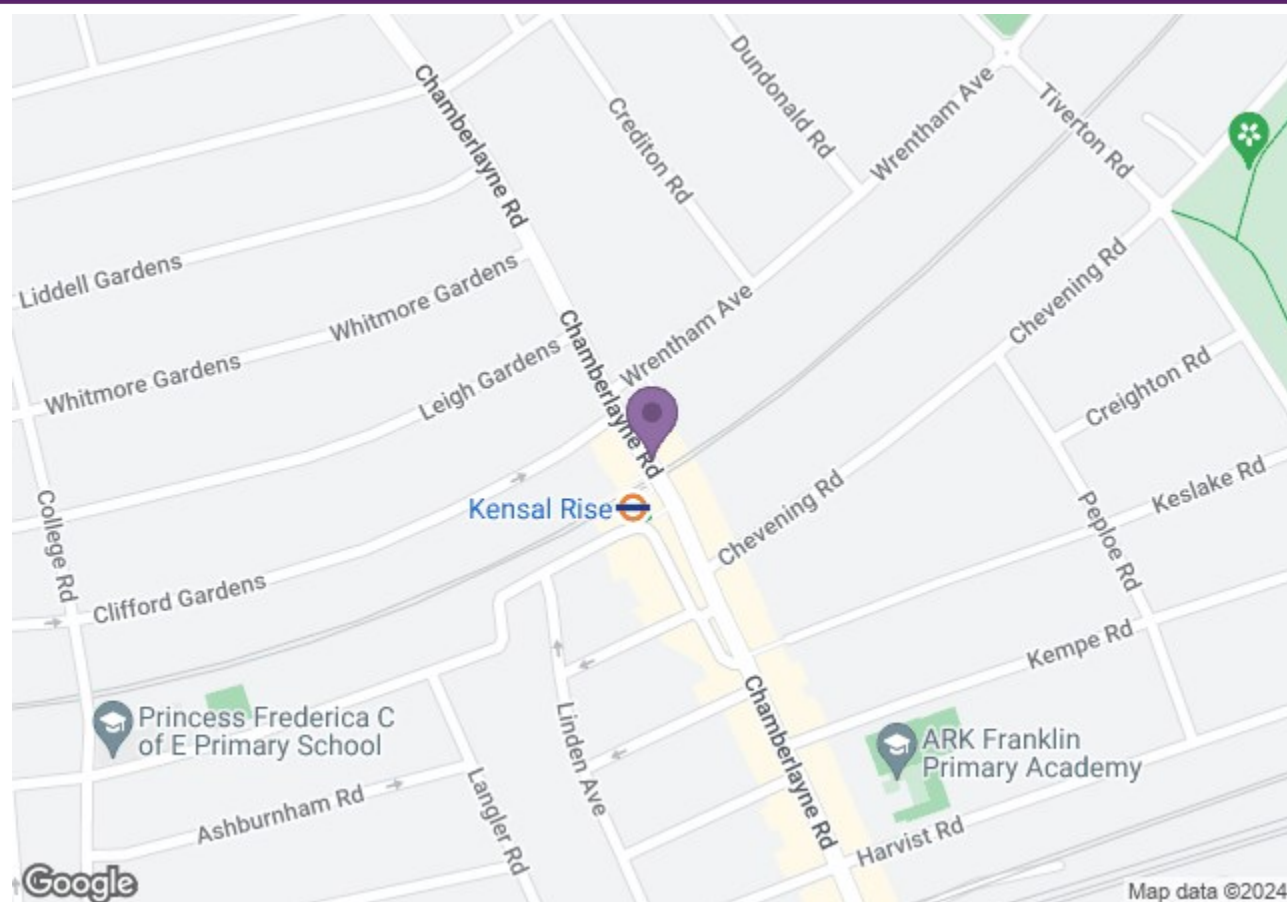 Dundonald Rd
Chamberlayne Rd
Crediton Rd
Wrentham Ave
Tiverton Rd
Liddell Gardens
Whitmore Gardens
Chevening Rd
Whitmore Gardens
Leigh Gardens
Chamberlayne Rd
Wrentham Ave
Creighton Rd
Keslake Rd
College Rd
Kensal Rise
Chevening Rd
Peploe Rd
Clifford Gardens
Kempe Rd
Princess Frederica C
of E Primary School
Linden Ave
Chamberlayne Rd
ARK Franklin
Primary Academy
Ashburnham Rd
Langler Rd
Harvist Rd
Google
Map data ©2024